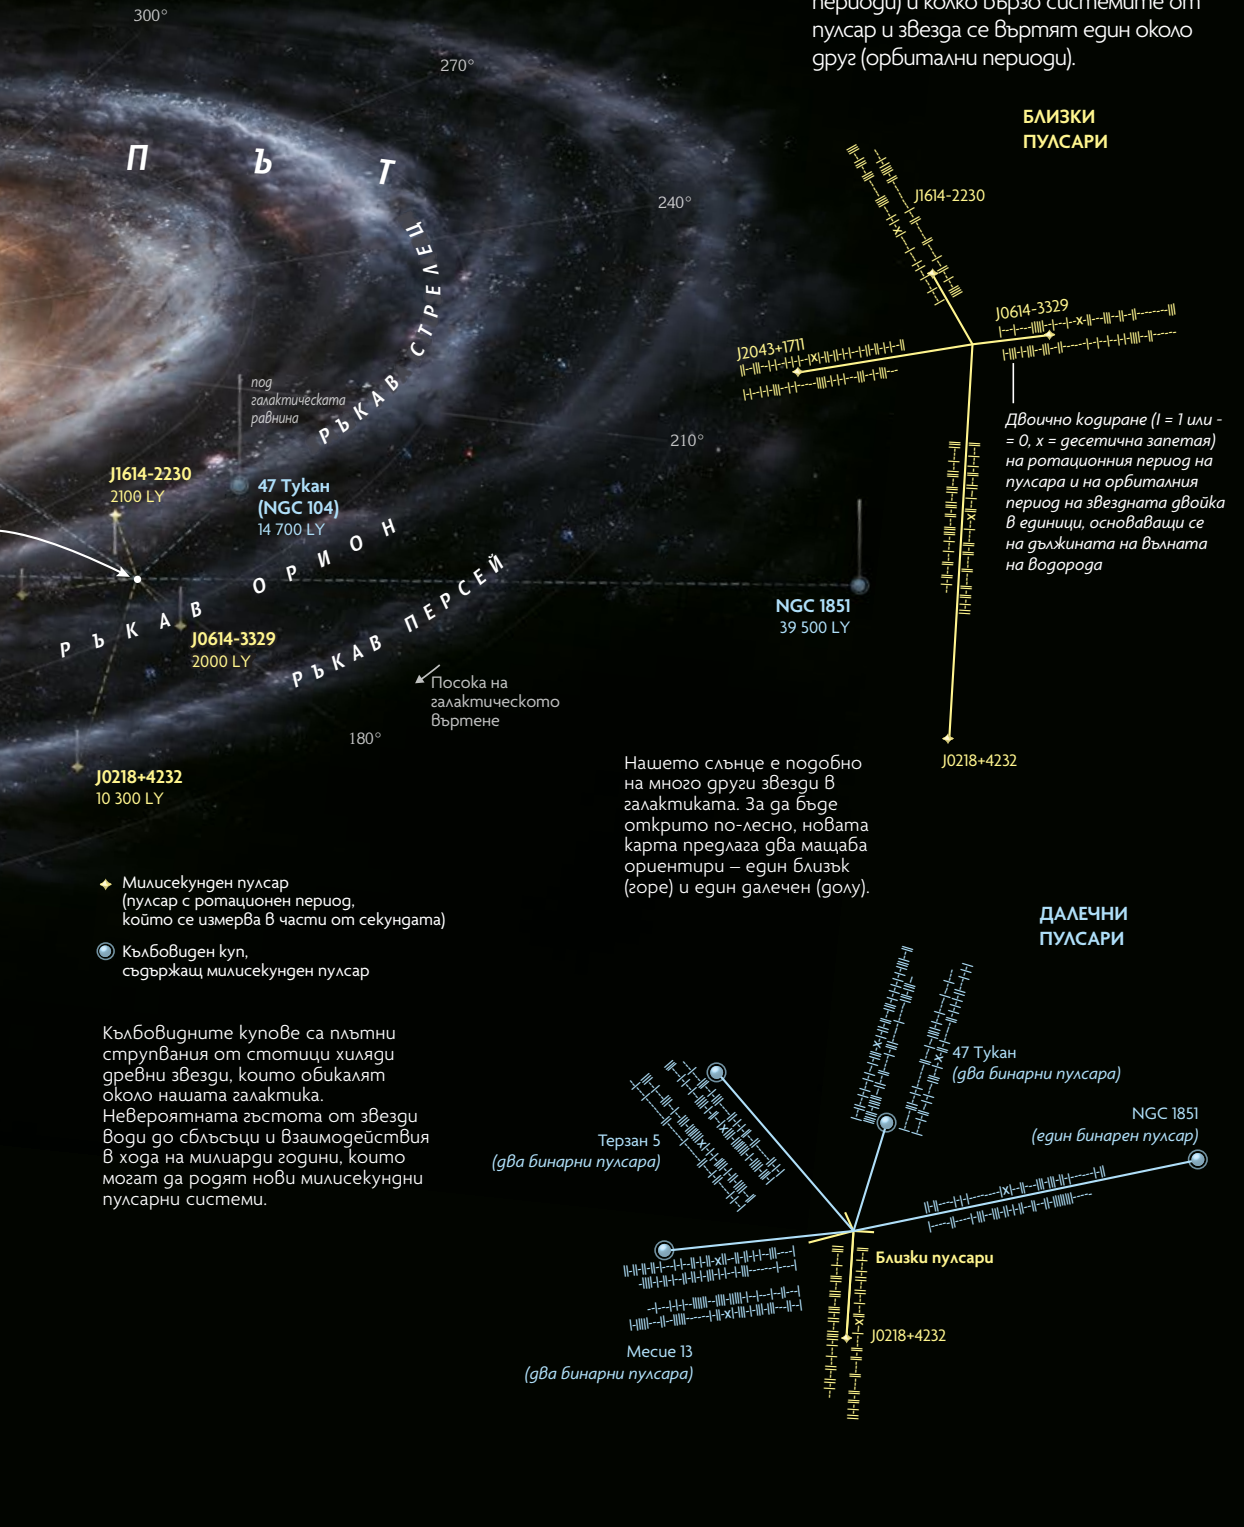 периоди) и колко бързо системите от
пулсар и звезда се въртят един около
друг (орбитални периоди).
300°
270°
240°
210°
180°
П Ъ Т
РЪКАВ СТРЕЛЕЦ
РЪКАВ ОРИОН
РЪКАВ ПЕРСЕЙ
под
галактическата
равнина
J1614-2230
2100 LY
47 Тукан
(NGC 104)
14 700 LY
J0614-3329
2000 LY
NGC 1851
39 500 LY
J0218+4232
10 300 LY
Посока на
галактическото
въртене
БЛИЗКИ
ПУЛСАРИ
J1614-2230
J0614-3329
J2043+1711
Двоично кодиране (I = 1 или -
= 0, x = десетична запетая)
на ротационния период на
пулсара и на орбиталния
период на звездната двойка
в единици, основаващи се
на дължината на вълната
на водорода
J0218+4232
Нашето слънце е подобно
на много други звезди в
галактиката. За да бъде
открито по-лесно, новата
карта предлага два мащаба
ориентири – един близък
(горе) и един далечен (долу).
Милисекунден пулсар
(пулсар с ротационен период,
който се измерва в части от секундата)
Кълбовиден куп,
съдържащ милисекунден пулсар
Кълбовидните купове са плътни
струпвания от стотици хиляди
древни звезди, които обикалят
около нашата галактика.
Невероятната гъстота от звезди
води до сблъсъци и взаимодействия
в хода на милиарди години, които
могат да родят нови милисекундни
пулсарни системи.
ДАЛЕЧНИ
ПУЛСАРИ
47 Тукан
(два бинарни пулсара)
NGC 1851
(един бинарен пулсар)
Терзан 5
(два бинарни пулсара)
Близки пулсари
J0218+4232
Месие 13
(два бинарни пулсара)